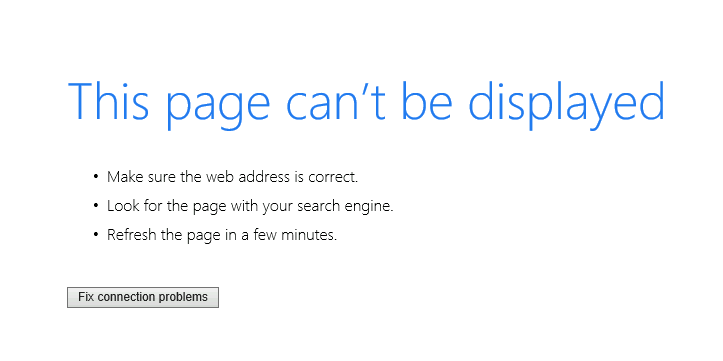 This page can’t be displayed
• Make sure the web address is correct.
• Look for the page with your search engine.
• Refresh the page in a few minutes.
Fix connection problems